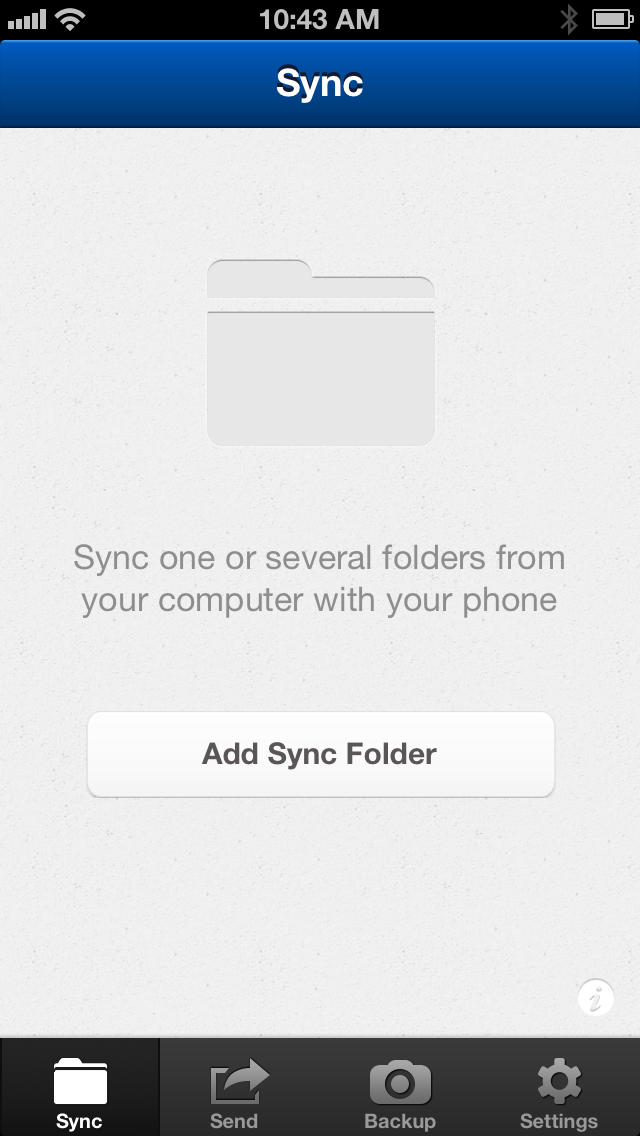 10:43 AM
Sync
Sync one or several folders from
your computer with your phone
Add Sync Folder
i
Sync Send Backup Settings